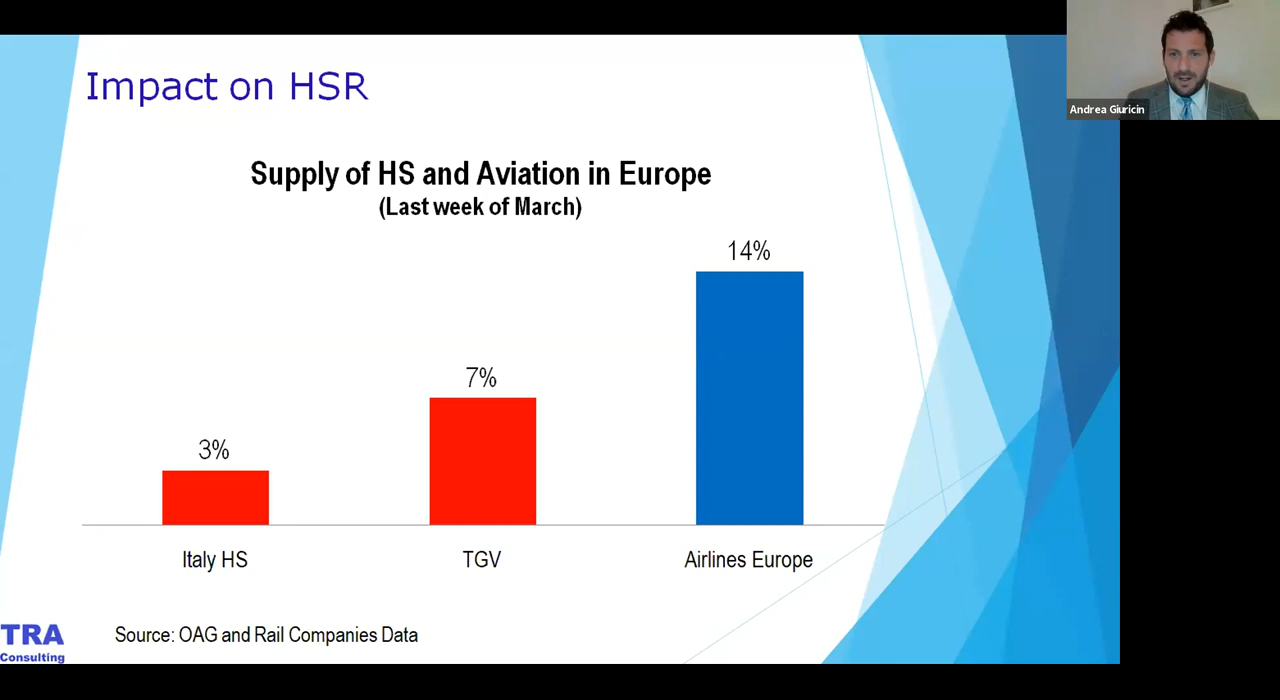 Impact on HSR
Supply of HS and Aviation in Europe
(Last week of March)
14%
7%
3%
Italy HS
TGV
Airlines Europe
Source: OAG and Rail Companies Data
TRA
Consulting
Andrea Giuricin